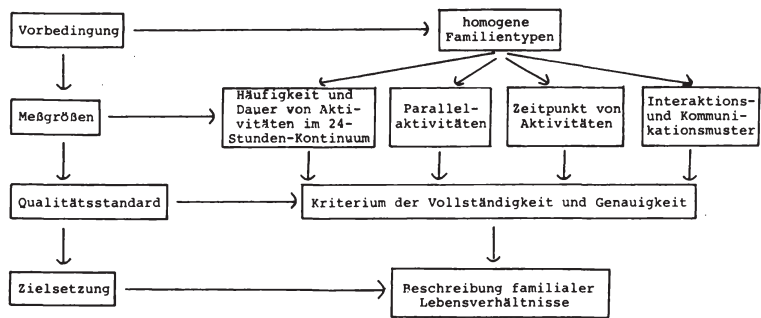 Vorbedingung
homogene
Familientypen
Meßgrößen
Häufigkeit und
Dauer von Akti-
vitäten im 24-
Stunden-Kontinuum
Parallel-
aktivitäten
Zeitpunkt von
Aktivitäten
Interaktions-
und Kommuni-
kationsmuster
Qualitätsstandard
Kriterium der Vollständigkeit und Genauigkeit
Zielsetzung
Beschreibung familialer
Lebensverhältnisse